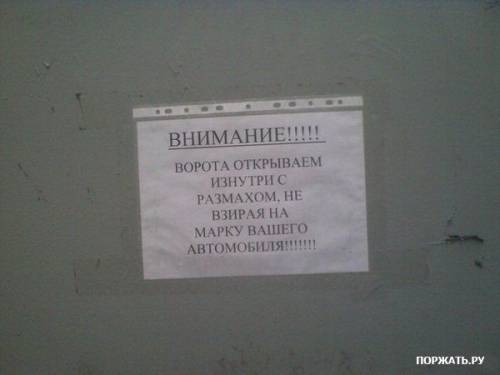 ВНИМАНИЕ!!!!!
ВОРОТА ОТКРЫВАЕМ
ИЗНУТРИ С
РАЗМАХОМ, НЕ
ВЗИРАЯ НА
МАРКУ ВАШЕГО
АВТОМОБИЛЯ!!!!!!!
ПОРЖАТЬ.РУ